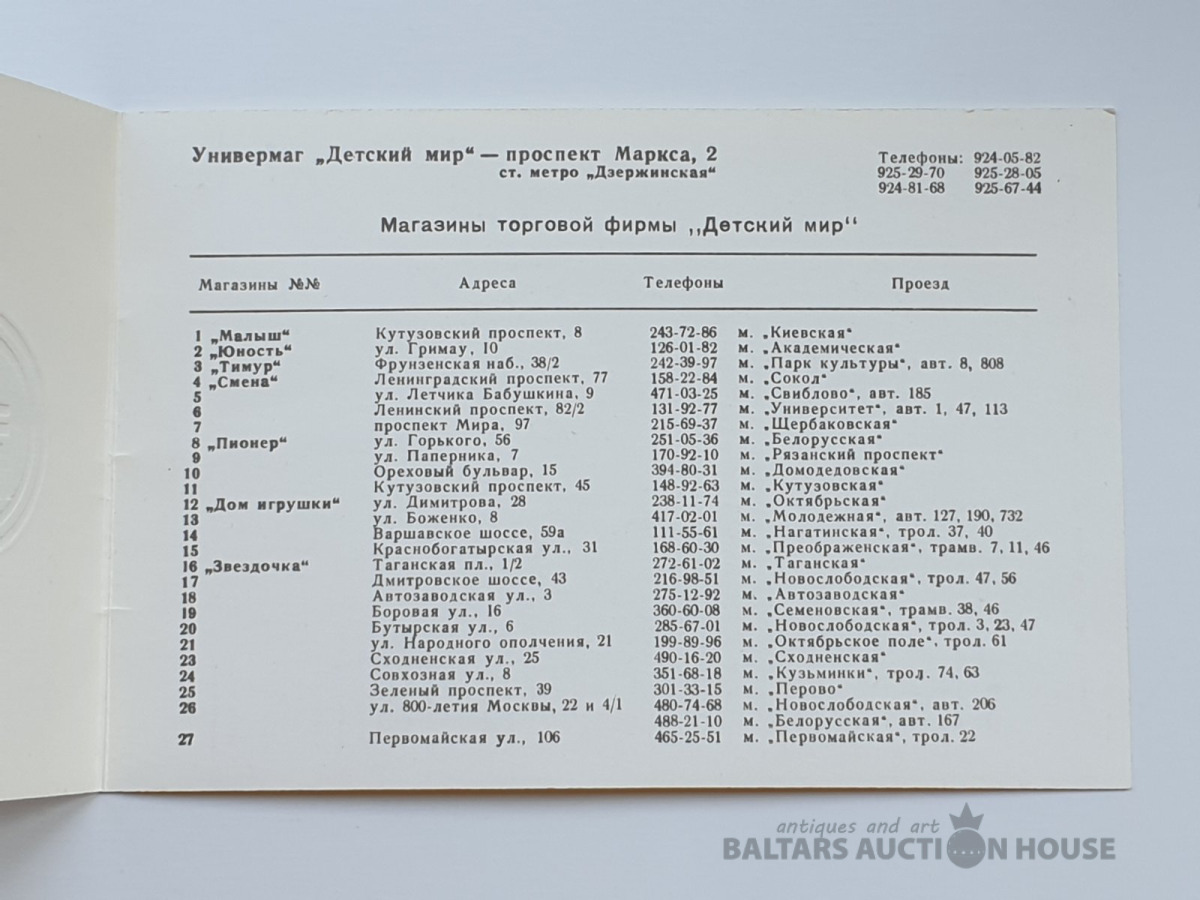 Универмаг „Детский мир“ — проспект Маркса, 2
ст. метро „Дзержинская“
Телефоны: 924-05-82
925-29-70 925-28-05
924-81-68 925-67-44
Магазины торговой фирмы ,,Детский мир“
Магазины №№ Адреса Телефоны Проезд
1 „Малыш“ Кутузовский проспект, 8 243-72-86 м. „Киевская“
2 „Юность“ ул. Гримау, 10 126-01-82 м. „Академическая“
3 „Тимур“ Фрунзенская наб., 38/2 242-39-97 м. „Парк культуры“, авт. 8, 808
4 „Смена“ Ленинградский проспект, 77 158-22-84 м. „Сокол“
5 ул. Летчика Бабушкина, 9 471-03-25 м. „Свиблово“, авт. 185
6 Ленинский проспект, 82/2 131-92-77 м. „Университет“, авт. 1, 47, 113
7 проспект Мира, 97 215-69-37 м. „Щербаковская“
8 „Пионер“ ул. Горького, 56 251-05-36 м. „Белорусская“
9 ул. Паперника, 7 170-92-10 м. „Рязанский проспект“
10 Ореховый бульвар, 15 394-80-31 м. „Домодедовская“
11 Кутузовский проспект, 45 148-92-63 м. „Кутузовская“
12 „Дом игрушки“ ул. Димитрова, 28 238-11-74 м. „Октябрьская“
13 ул. Боженко, 8 417-02-01 м. „Молодежная“, авт. 127, 190, 732
14 Варшавское шоссе, 59а 111-55-61 м. „Нагатинская“, трол. 37, 40
15 Краснобогатырская ул., 31 168-60-30 м. „Преображенская“, трамв. 7, 11, 46
16 „Звездочка“ Таганская пл., 1/2 272-61-02 м. „Таганская“
17 Дмитровское шоссе, 43 216-98-51 м. „Новослободская“, трол. 47, 56
18 Автозаводская ул., 3 275-12-92 м. „Автозаводская“
19 Боровая ул., 16 360-60-08 м. „Семеновская“, трамв. 38, 46
20 Бутырская ул., 6 285-67-01 м. „Новослободская“, трол. 3, 23, 47
21 ул. Народного ополчения, 21 199-89-96 м. „Октябрьское поле“, трол. 61
23 Сходненская ул., 25 490-16-20 м. „Сходненская“
24 Совхозная ул., 8 351-68-18 м. „Кузьминки“, трол. 74, 63
25 Зеленый проспект, 39 301-33-15 м. „Перово“
26 ул. 800-летия Москвы, 22 и 4/1 480-74-68 м. „Новослободская“, авт. 206
488-21-10 м. „Белорусская“, авт. 167
27 Первомайская ул., 106 465-25-51 м. „Первомайская“, трол. 22
antiques and art
BALTARS AUCTION HOUSE